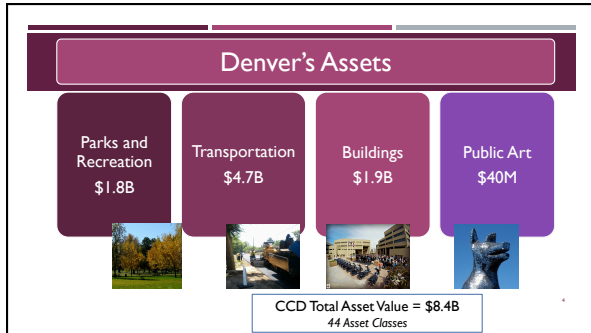 Denver's Assets
Parks and
Recreation
$1.8B
Transportation
$4.7B
Buildings
$1.9B
Public Art
$40M
CCD Total Asset Value = $8.4B
44 Asset Classes
4